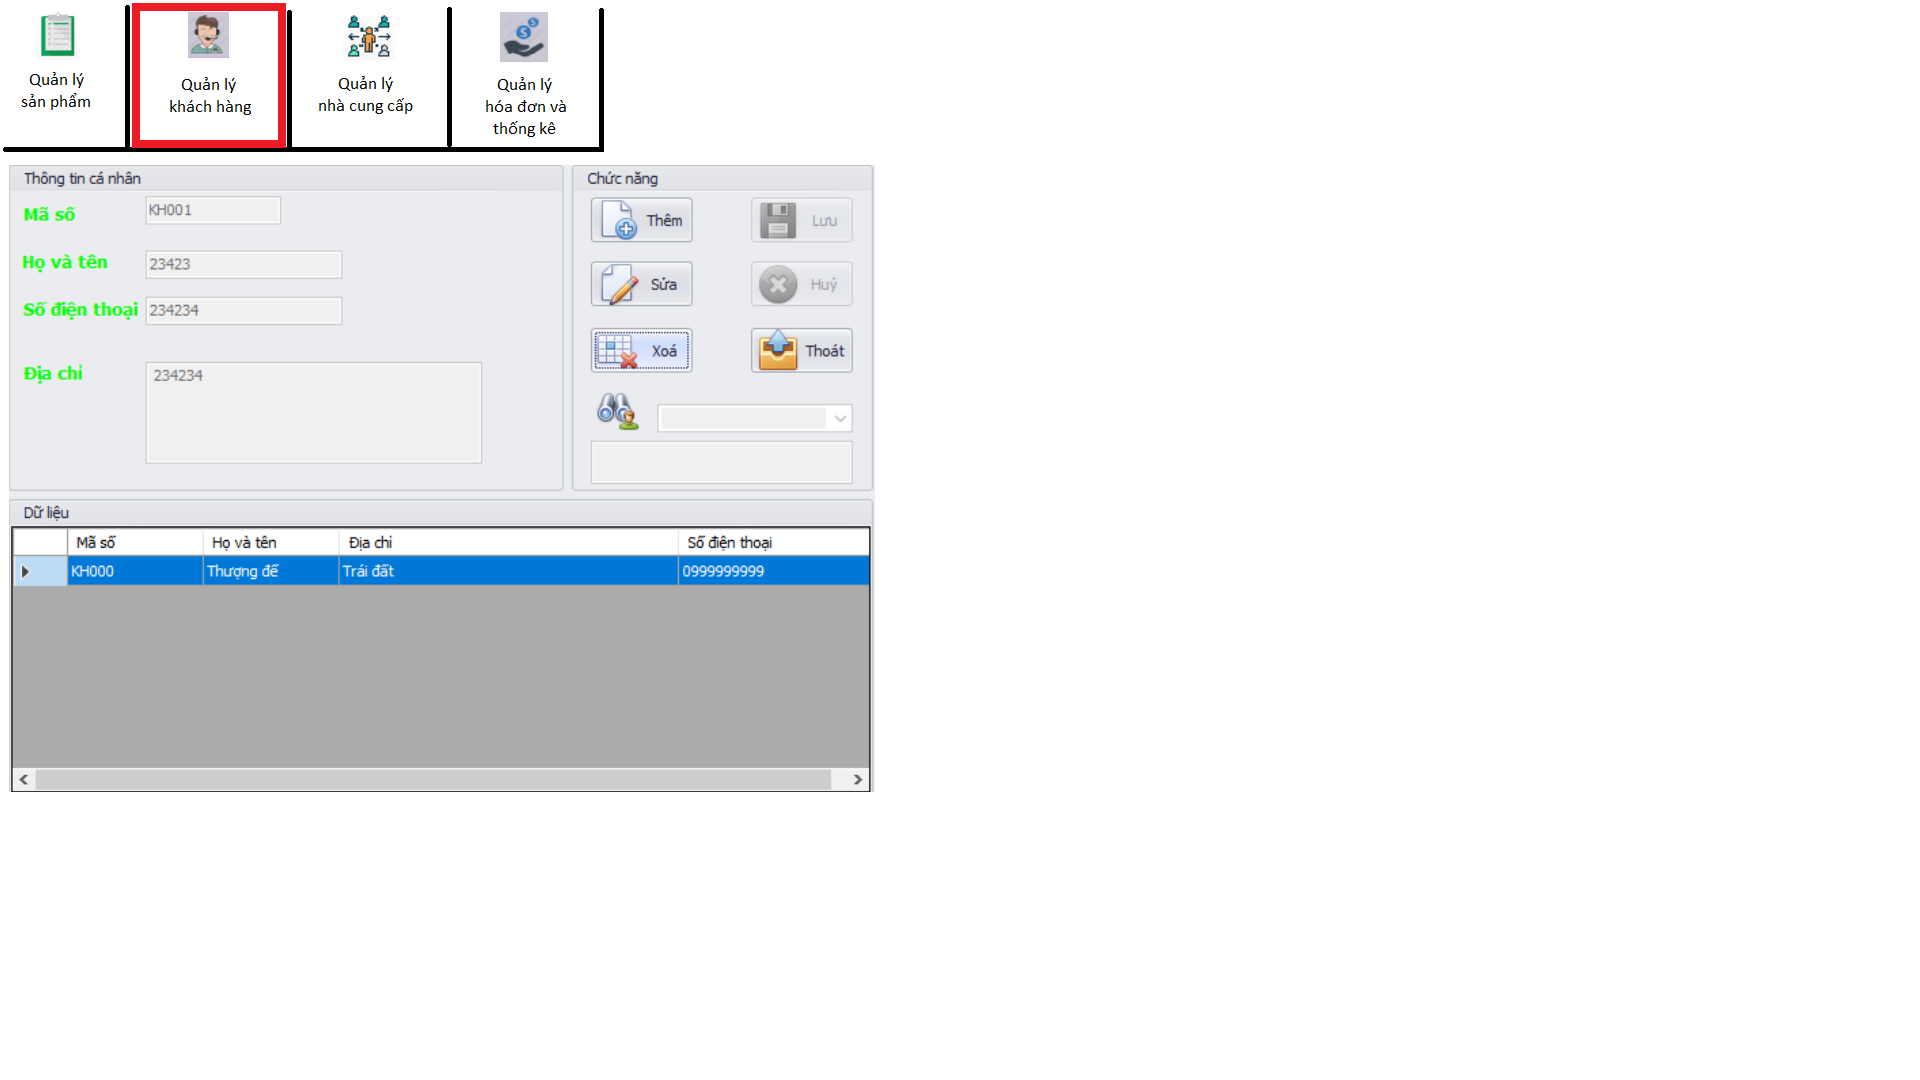 Quản lý
sản phẩm
Quản lý
khách hàng
Quản lý
nhà cung cấp
Quản lý
hóa đơn và
thống kê
Thông tin cá nhân
Mã số
KH001
Họ và tên
23423
Số điện thoại
234234
Địa chỉ
234234
Chức năng
Thêm
Lưu
Sửa
Huỷ
Xoá
Thoát
Dữ liệu
Mã số Họ và tên Địa chỉ Số điện thoại
KH000 Thượng đế Trái đất 0999999999